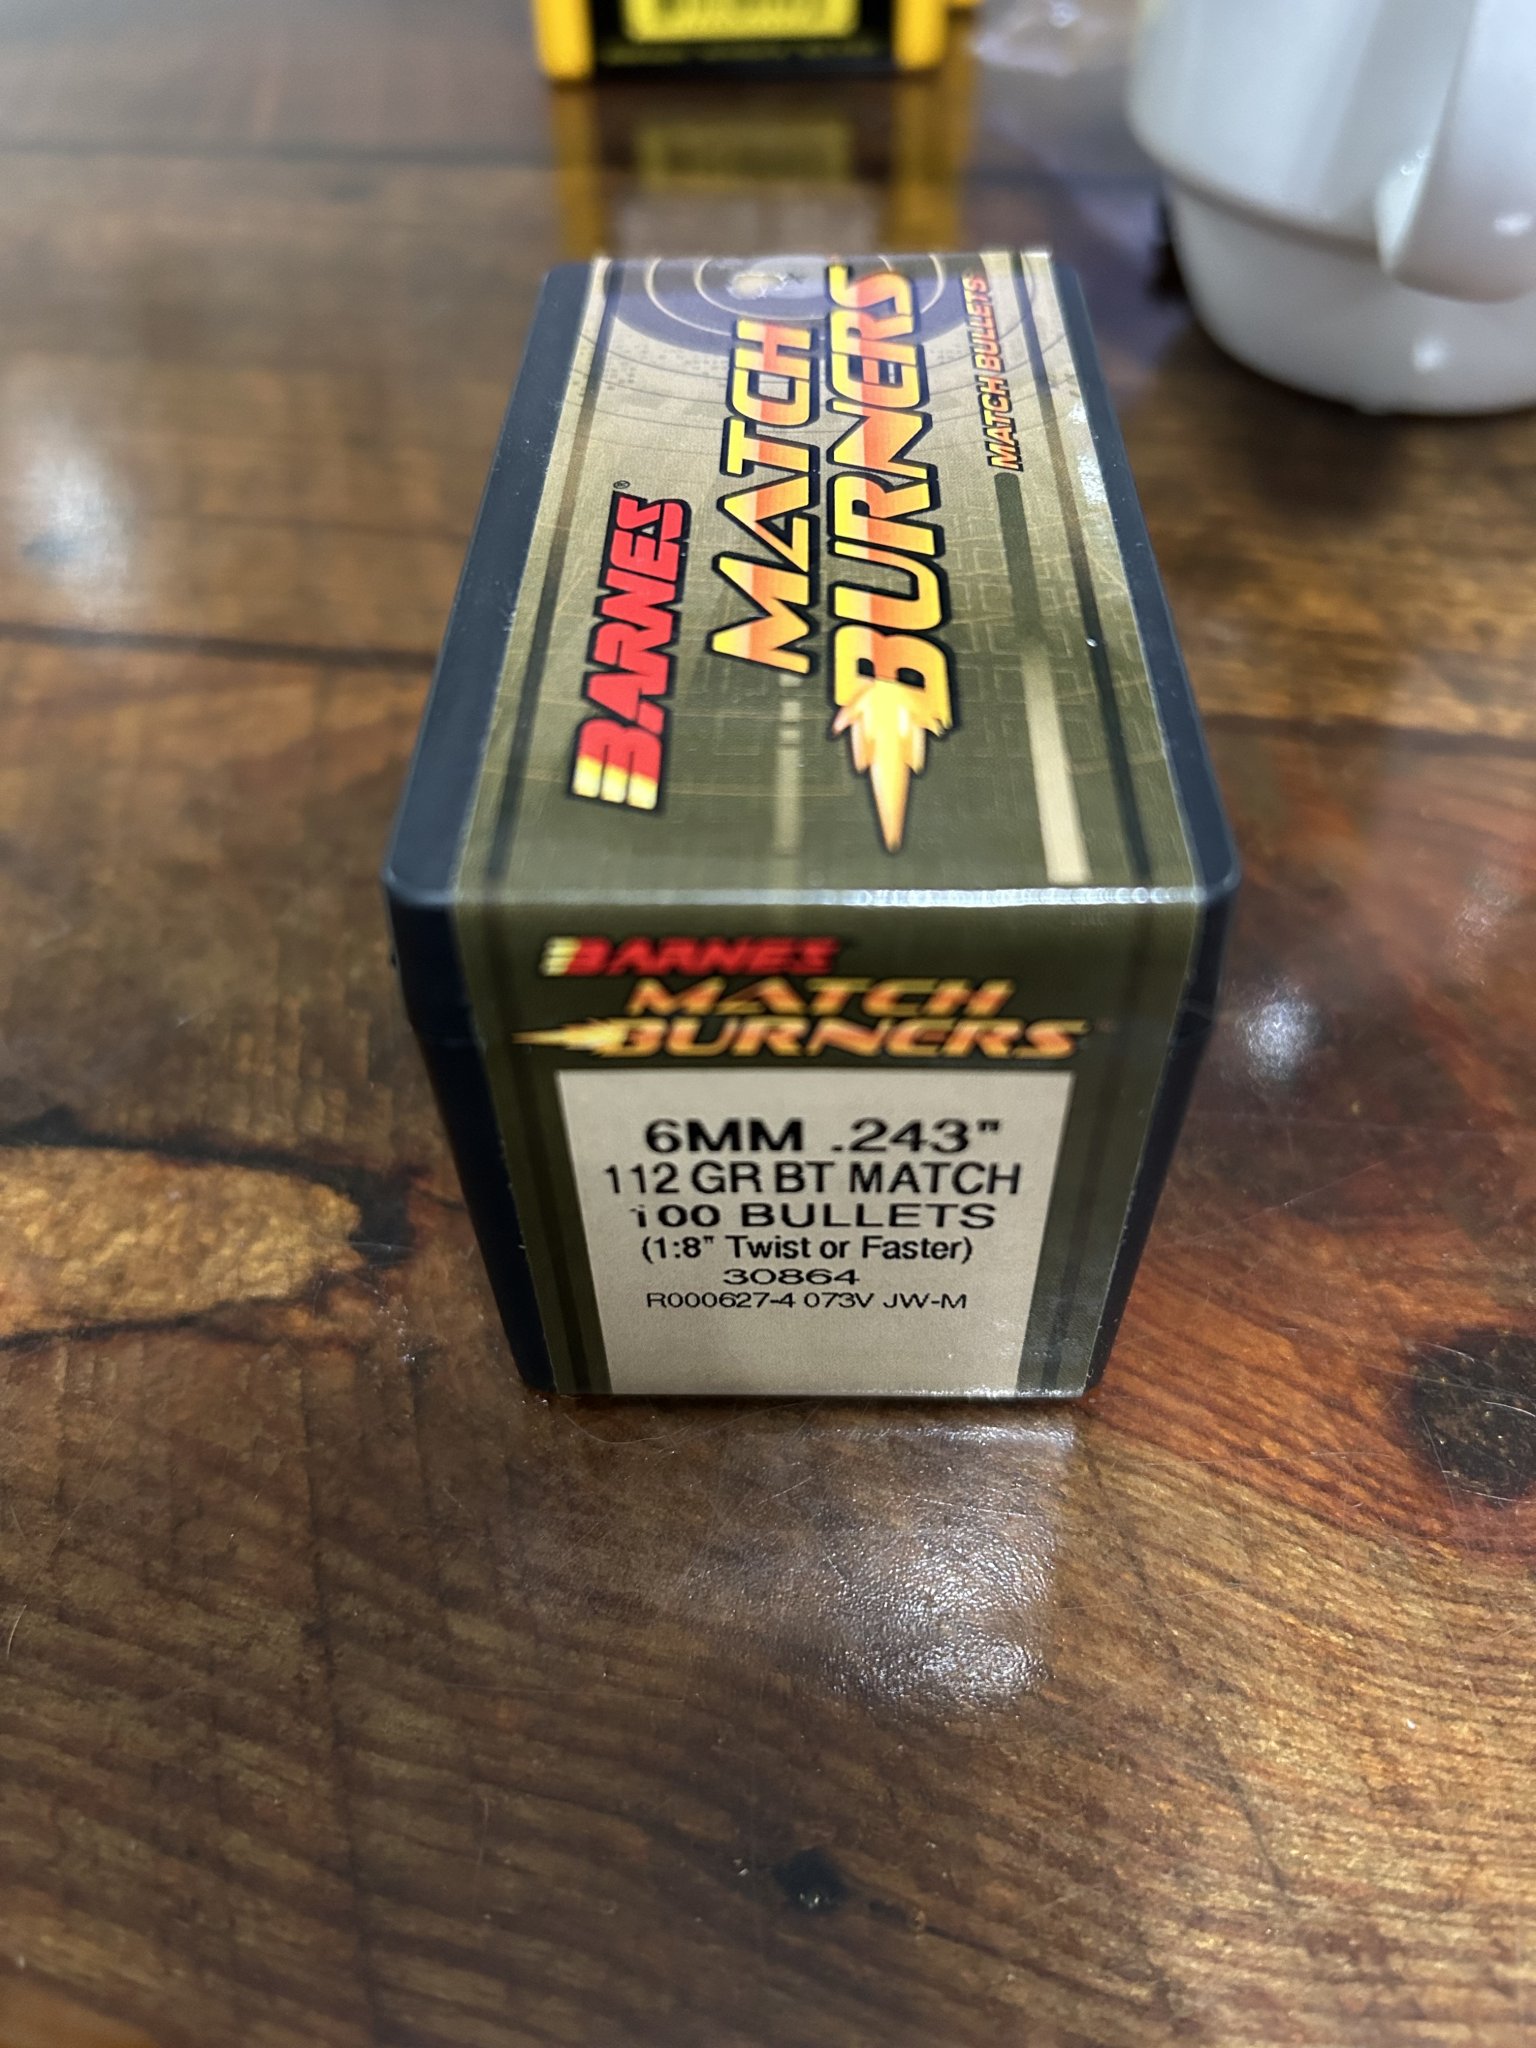 BARNES®
MATCH
BURNERS
MATCH BULLETS
BARNES
MATCH
BURNERS
6MM .243"
112 GR BT MATCH
100 BULLETS
(1:8" Twist or Faster)
30864
R000627-4 073V JW-M